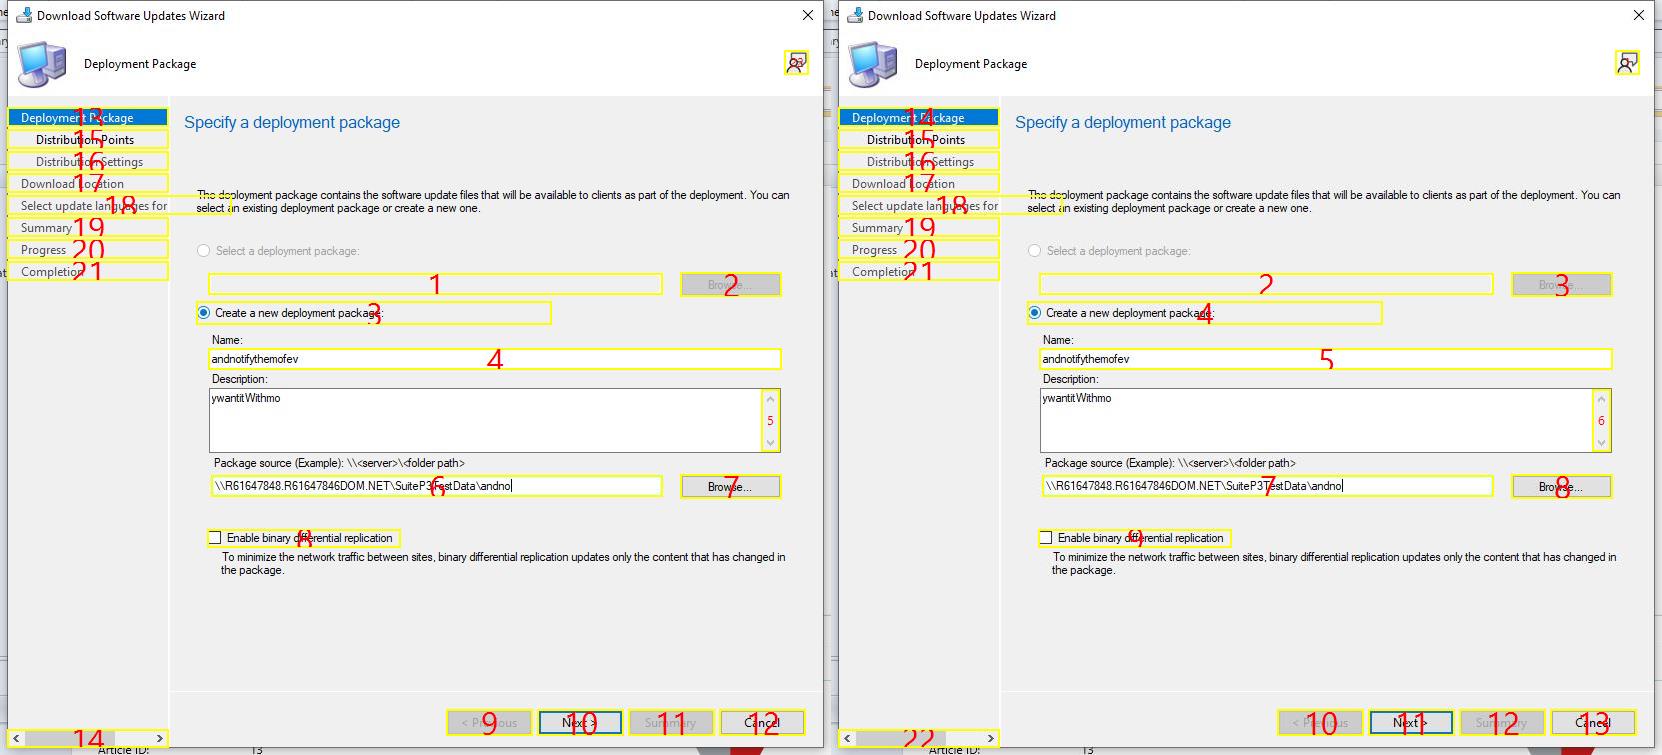 Download Software Updates Wizard
Deployment Package
Deployment Package
13
Distribution Points
15
Distribution Settings
16
Download Location
17
Select update languages for
18
Summary
19
Progress
20
Completion
21
14
Specify a deployment package
The deployment package contains the software update files that will be available to clients as part of the deployment. You can
select an existing deployment package or create a new one.
Select a deployment package:
1
Browse...
2
Create a new deployment package:
3
Name:
andnotifythemofev
4
Description:
ywantitWithmo
5
Package source (Example): \\<server>\<folder path>
\\R61647848.R61647846DOM.NET\SuiteP3TestData\andno
6
Browse...
7
Enable binary differential replication
8
To minimize the network traffic between sites, binary differential replication updates only the content that has changed in
the package.
< Previous
9
Next >
10
Summary
11
Cancel
12
Article ID:
13
Download Software Updates Wizard
Deployment Package
Deployment Package
14
Distribution Points
15
Distribution Settings
16
Download Location
17
Select update languages for
18
Summary
19
Progress
20
Completion
21
22
Specify a deployment package
The deployment package contains the software update files that will be available to clients as part of the deployment. You can
select an existing deployment package or create a new one.
Select a deployment package:
2
Browse...
3
Create a new deployment package:
4
Name:
andnotifythemofev
5
Description:
ywantitWithmo
6
Package source (Example): \\<server>\<folder path>
\\R61647848.R61647846DOM.NET\SuiteP3TestData\andno
7
Browse...
8
Enable binary differential replication
9
To minimize the network traffic between sites, binary differential replication updates only the content that has changed in
the package.
< Previous
10
Next >
11
Summary
12
Cancel
13
Article ID:
13